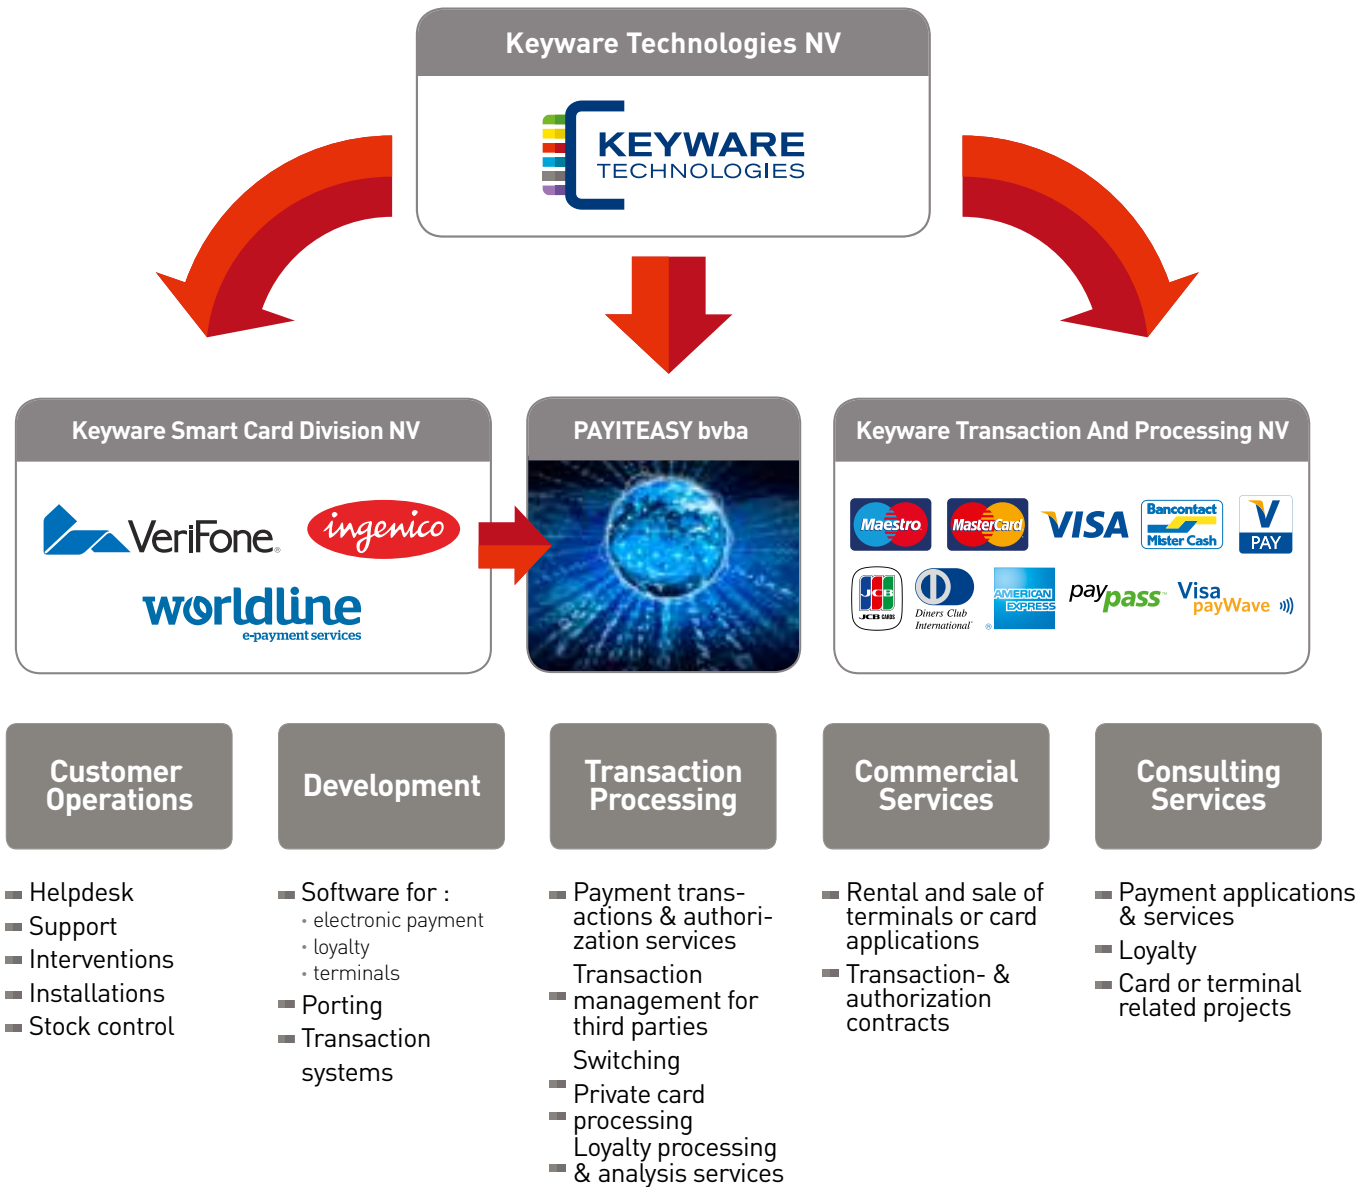 Keyware Technologies NV
KEYWARE
TECHNOLOGIES
Keyware Smart Card Division NV
VeriFone®
ingenico
worldline
e-payment services
PAYITEASY bvba
Keyware Transaction And Processing NV
Maestro
MasterCard
VISA
Bancontact
Mister Cash
V
PAY
JCB
JCB CARDS
Diners Club
International®
AMERICAN
EXPRESS
®
paypass™
Visa
payWave
Customer
Operations
Helpdesk
Support
Interventions
Installations
Stock control
Development
Software for :
• electronic payment
• loyalty
• terminals
Porting
Transaction
systems
Transaction
Processing
Payment trans-
actions & authori-
zation services
Transaction
management for
third parties
Switching
Private card
processing
Loyalty processing
& analysis services
Commercial
Services
Rental and sale of
terminals or card
applications
Transaction- &
authorization
contracts
Consulting
Services
Payment applications
& services
Loyalty
Card or terminal
related projects